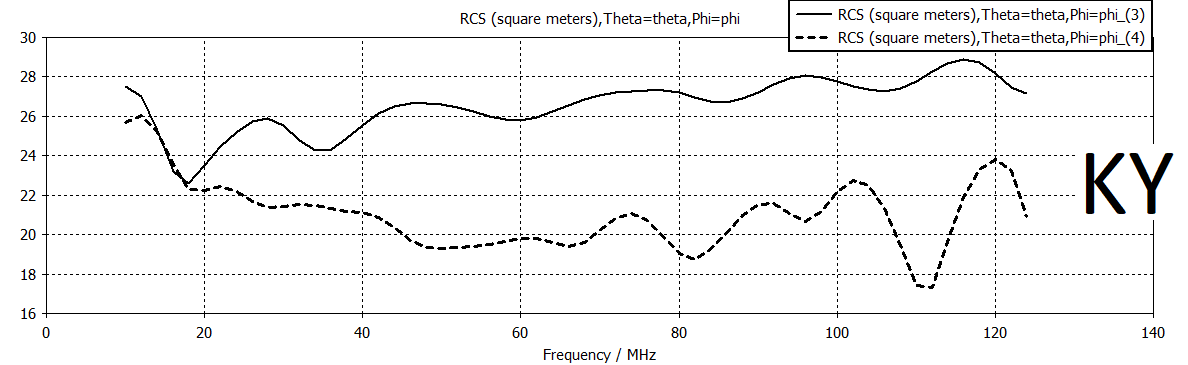 RCS (square meters),Theta=theta,Phi=phi
RCS (square meters),Theta=theta,Phi=phi_(3)
RCS (square meters),Theta=theta,Phi=phi_(4)
30
28
26
24
22
20
18
16
KY
0 20 40 60 80 100 120 140
Frequency / MHz